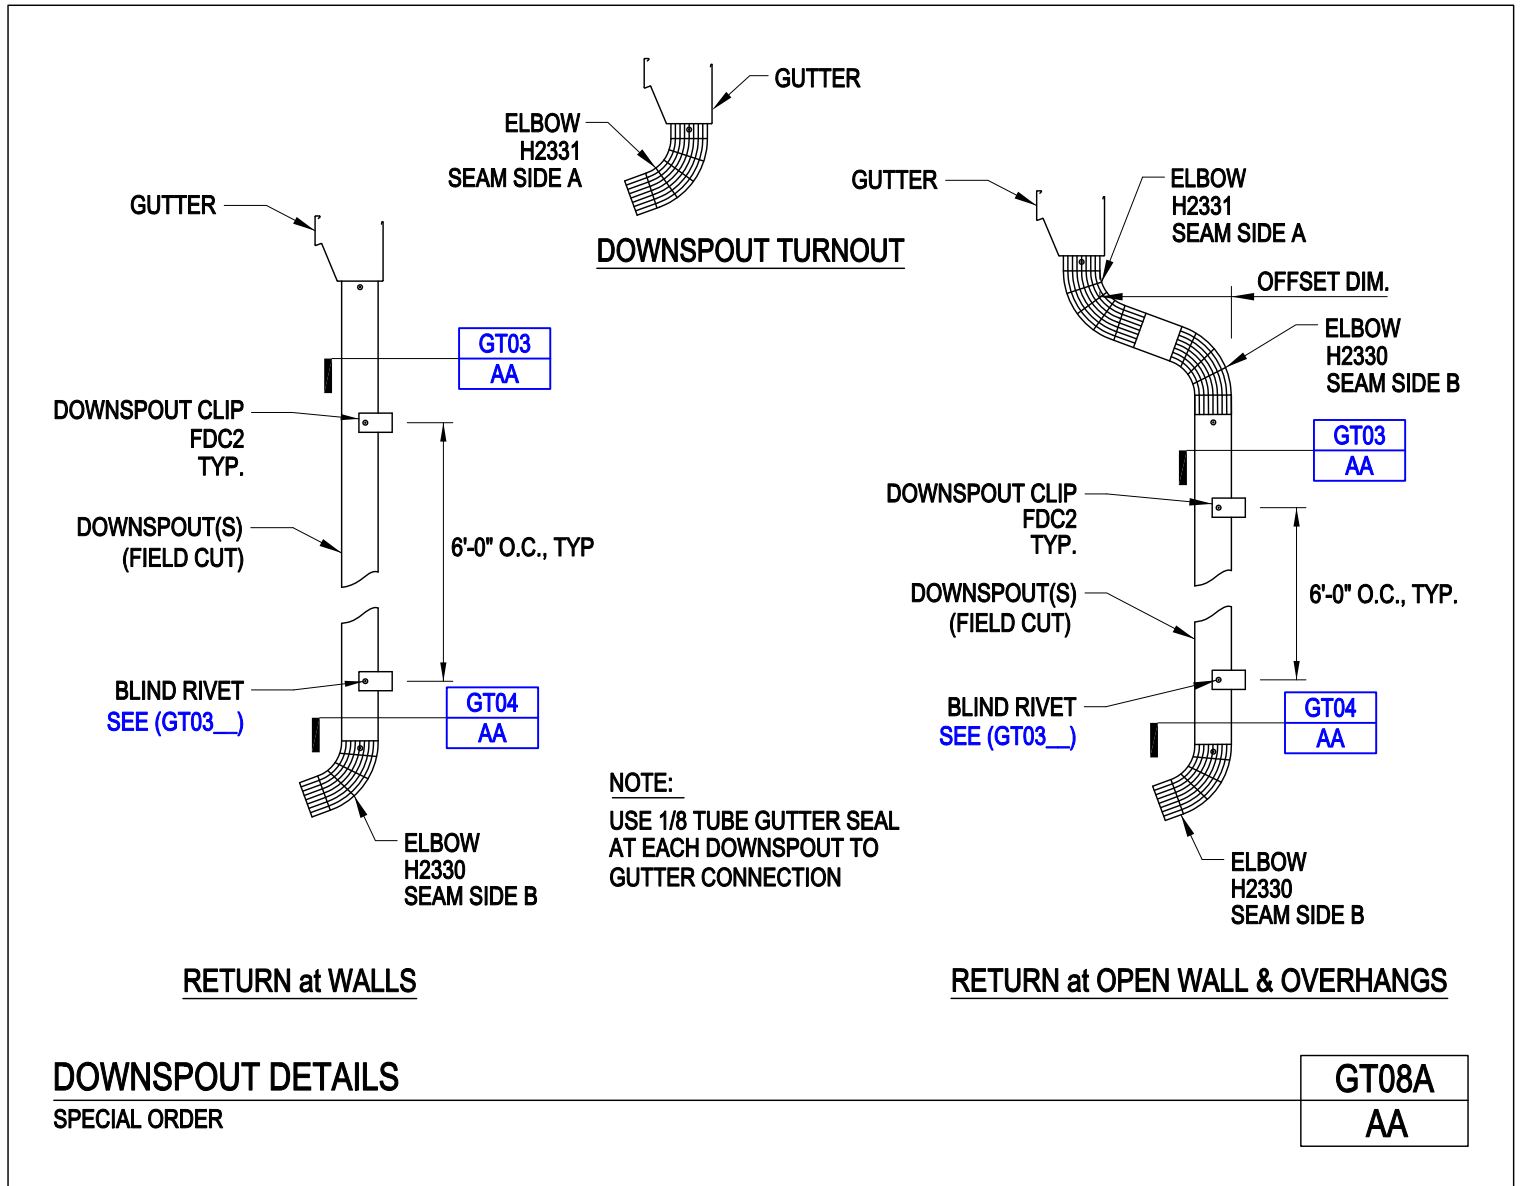 GUTTER
ELBOW
H2331
SEAM SIDE A
DOWNSPOUT TURNOUT
GUTTER
GT03
AA
DOWNSPOUT CLIP
FDC2
TYP.
DOWNSPOUT(S)
(FIELD CUT)
6'-0" O.C., TYP
BLIND RIVET
SEE (GT03__)
GT04
AA
ELBOW
H2330
SEAM SIDE B
RETURN at WALLS
NOTE:
USE 1/8 TUBE GUTTER SEAL
AT EACH DOWNSPOUT TO
GUTTER CONNECTION
GUTTER
ELBOW
H2331
SEAM SIDE A
OFFSET DIM.
ELBOW
H2330
SEAM SIDE B
GT03
AA
DOWNSPOUT CLIP
FDC2
TYP.
DOWNSPOUT(S)
(FIELD CUT)
6'-0" O.C., TYP.
BLIND RIVET
SEE (GT03__)
GT04
AA
ELBOW
H2330
SEAM SIDE B
RETURN at OPEN WALL & OVERHANGS
DOWNSPOUT DETAILS
SPECIAL ORDER
GT08A
AA